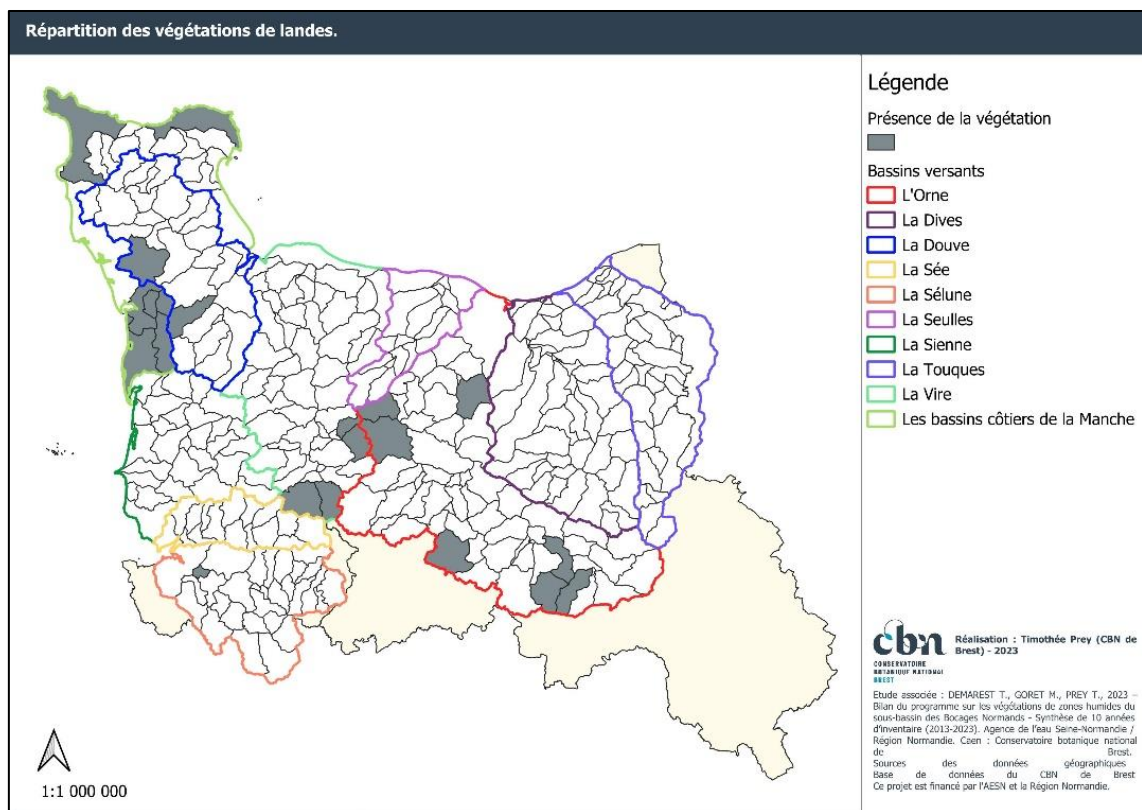 Répartition des végétations de landes.
Légende
Présence de la végétation
Bassins versants
L'Orne
La Dives
La Douve
La Sée
La Sélune
La Seulles
La Sienne
La Touques
La Vire
Les bassins côtiers de la Manche
cbn
CONSERVATOIRE
BOTANIQUE NATIONAL
BREST
Réalisation : Timothée Prey (CBN de
Brest) - 2023
Etude associée : DEMAREST T., GORET M., PREY T., 2023 –
Bilan du programme sur les végétations de zones humides du
sous-bassin des Bocages Normands - Synthèse de 10 années
d'inventaire (2013-2023). Agence de l'eau Seine-Normandie /
Région Normandie. Caen : Conservatoire botanique national
de Brest.
Sources des données géographiques
Base de données du CBN de Brest
Ce projet est financé par l'AESN et la Région Normandie.
1:1 000 000